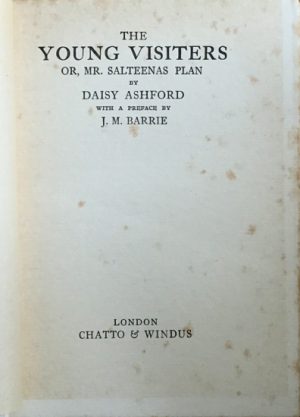 THE
YOUNG VISITERS
OR, MR. SALTEENAS PLAN
BY
DAISY ASHFORD
WITH A PREFACE BY
J. M. BARRIE
LONDON
CHATTO & WINDUS